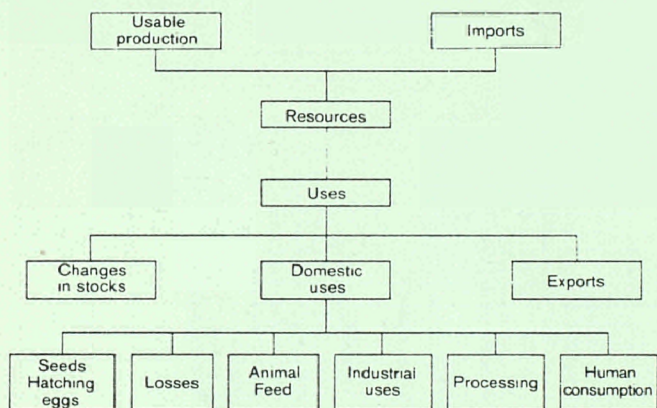 Usable
production
Imports
Resources
Uses
Changes
in stocks
Domestic
uses
Exports
Seeds
Hatching
eggs
Losses
Animal
Feed
Industrial
uses
Processing
Human
consumption